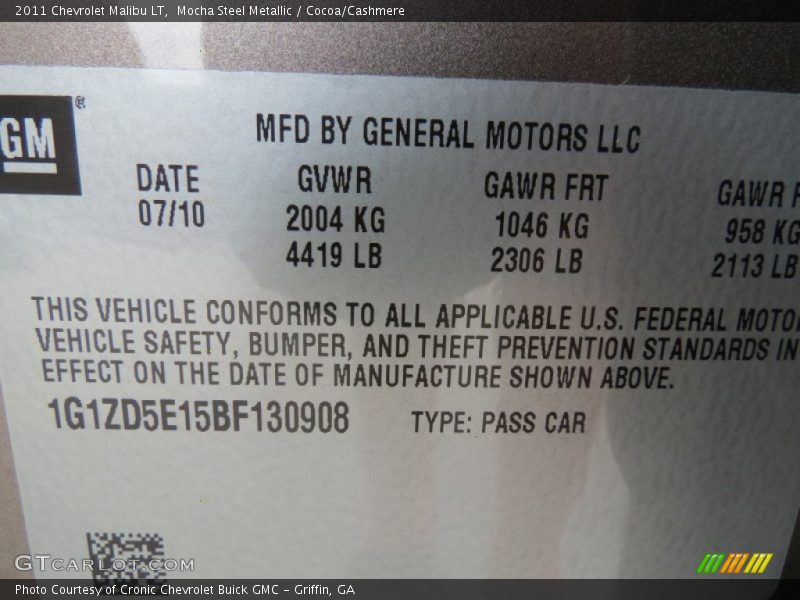 2011 Chevrolet Malibu LT, Mocha Steel Metallic / Cocoa/Cashmere
GM®
MFD BY GENERAL MOTORS LLC
DATE GVWR GAWR FRT GAWR
07/10 2004 KG 1046 KG 958 KG
4419 LB 2306 LB 2113 LB
THIS VEHICLE CONFORMS TO ALL APPLICABLE U.S. FEDERAL MOTO
VEHICLE SAFETY, BUMPER, AND THEFT PREVENTION STANDARDS IN
EFFECT ON THE DATE OF MANUFACTURE SHOWN ABOVE.
1G1ZD5E15BF130908 TYPE: PASS CAR
GTcarlot.com
Photo Courtesy of Cronic Chevrolet Buick GMC – Griffin, GA